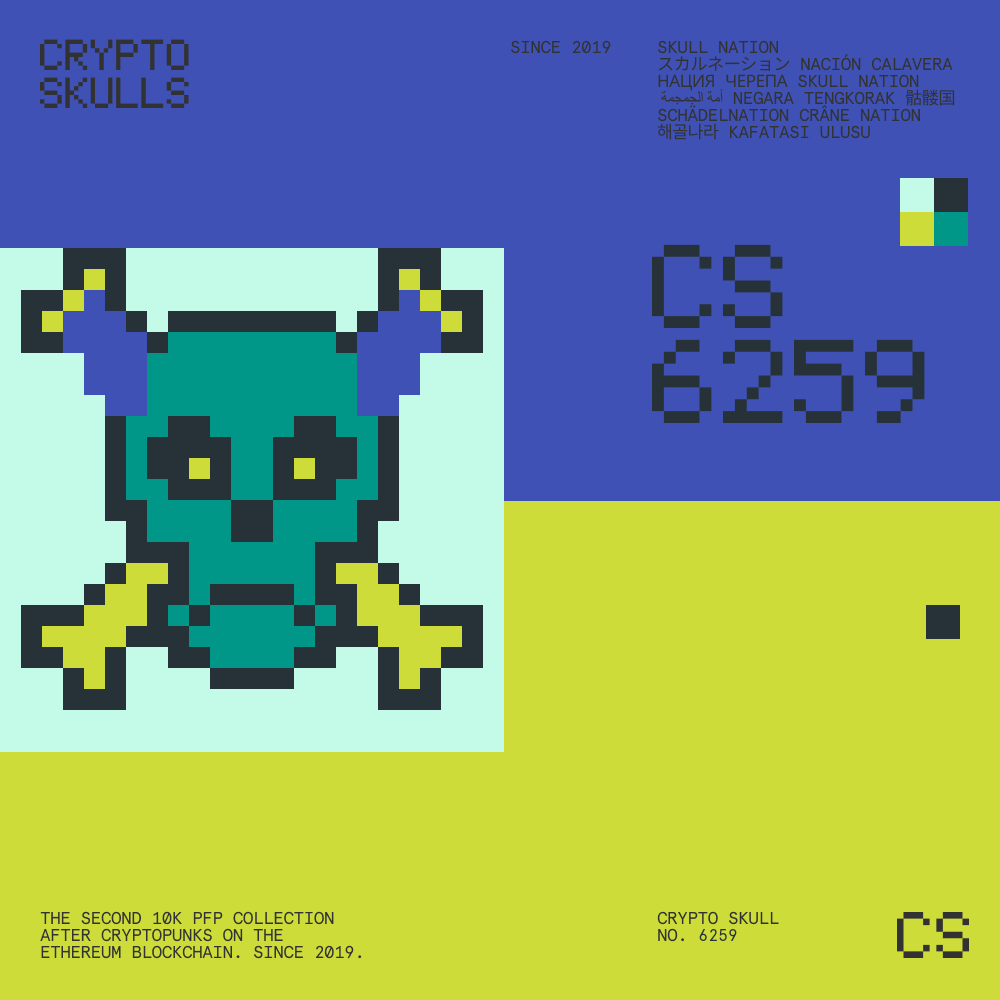 CRYPTO
SKULLS
SINCE 2019
SKULL NATION
スカルネーション NACIÓN CALAVERA
НАЦИЯ ЧЕРЕПА SKULL NATION
أمة الجمجمة NEGARA TENGKORAK 骷髅国
SCHÄDELNATION CRÂNE NATION
해골나라 KAFATASI ULUSU
CS
6259
THE SECOND 10K PFP COLLECTION
AFTER CRYPTOPUNKS ON THE
ETHEREUM BLOCKCHAIN. SINCE 2019.
CRYPTO SKULL
NO. 6259
CS